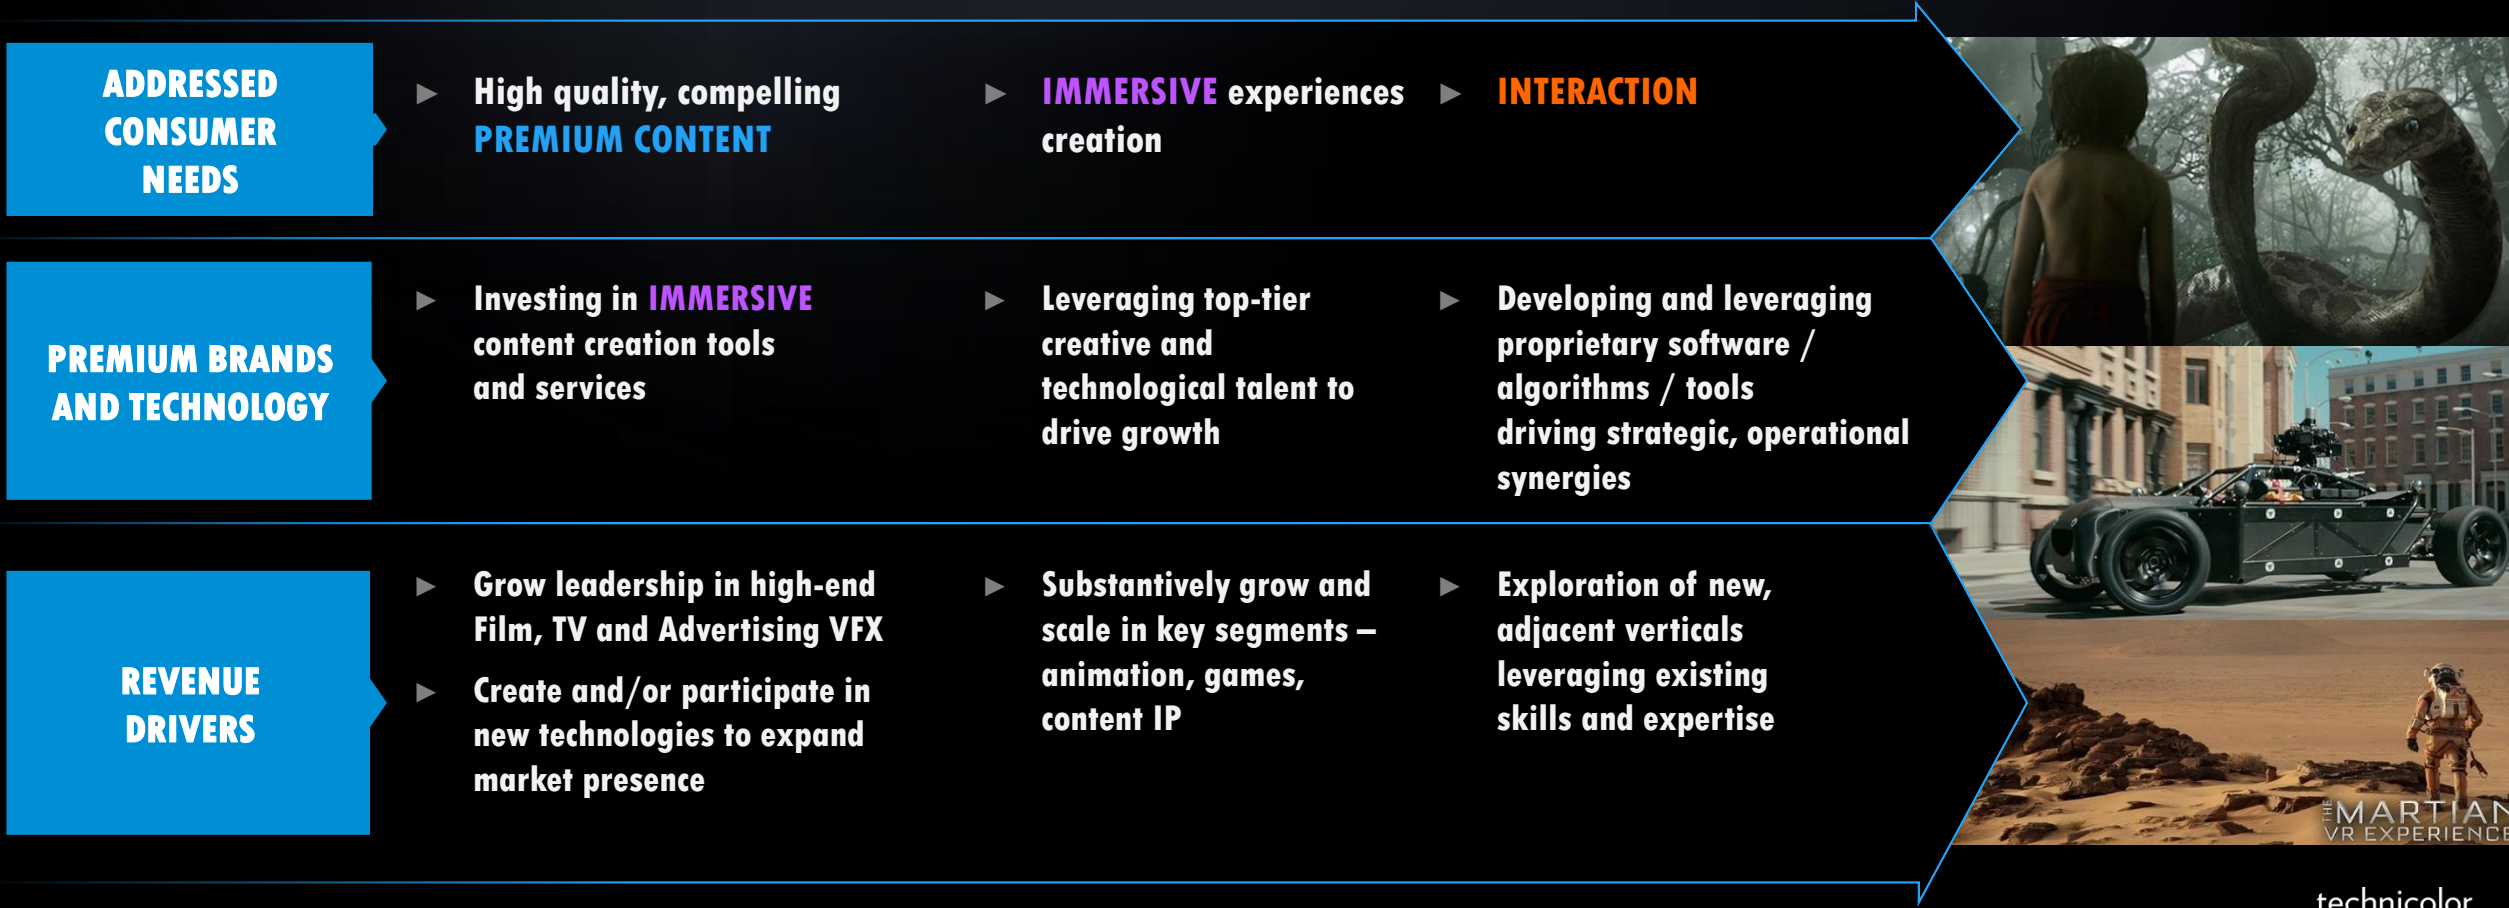 ADDRESSED
CONSUMER
NEEDS
► High quality, compelling
PREMIUM CONTENT
► IMMERSIVE experiences
creation
► INTERACTION
PREMIUM BRANDS
AND TECHNOLOGY
► Investing in IMMERSIVE
content creation tools
and services
► Leveraging top-tier
creative and
technological talent to
drive growth
► Developing and leveraging
proprietary software /
algorithms / tools
driving strategic, operational
synergies
REVENUE
DRIVERS
► Grow leadership in high-end
Film, TV and Advertising VFX
► Create and/or participate in
new technologies to expand
market presence
► Substantively grow and
scale in key segments –
animation, games,
content IP
► Exploration of new,
adjacent verticals
leveraging existing
skills and expertise
THE MARTIAN
VR EXPERIENCE
technicolor